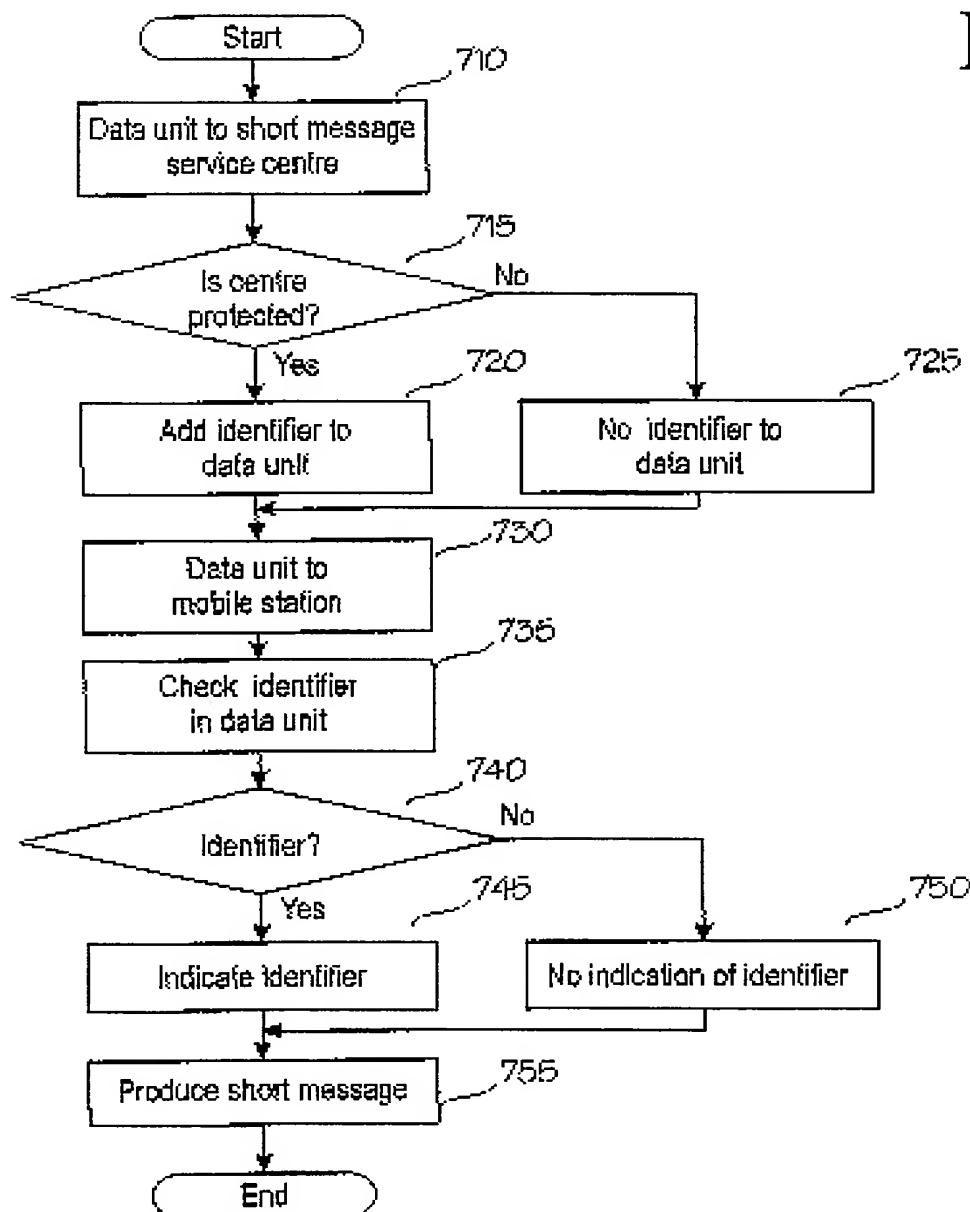 Start
710
Data unit to short message
service centre
715
Is centre
protected?
No
Yes
720
Add identifier to
data unit
725
No identifier to
data unit
730
Data unit to
mobile station
735
Check identifier
in data unit
740
Identifier?
No
Yes
745
Indicate identifier
750
No indication of identifier
Produce short message
755
End